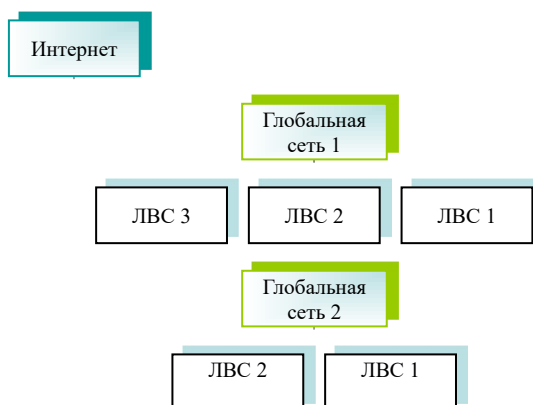 Интернет
Глобальная
сеть 1
ЛВС 3
ЛВС 2
ЛВС 1
Глобальная
сеть 2
ЛВС 2
ЛВС 1